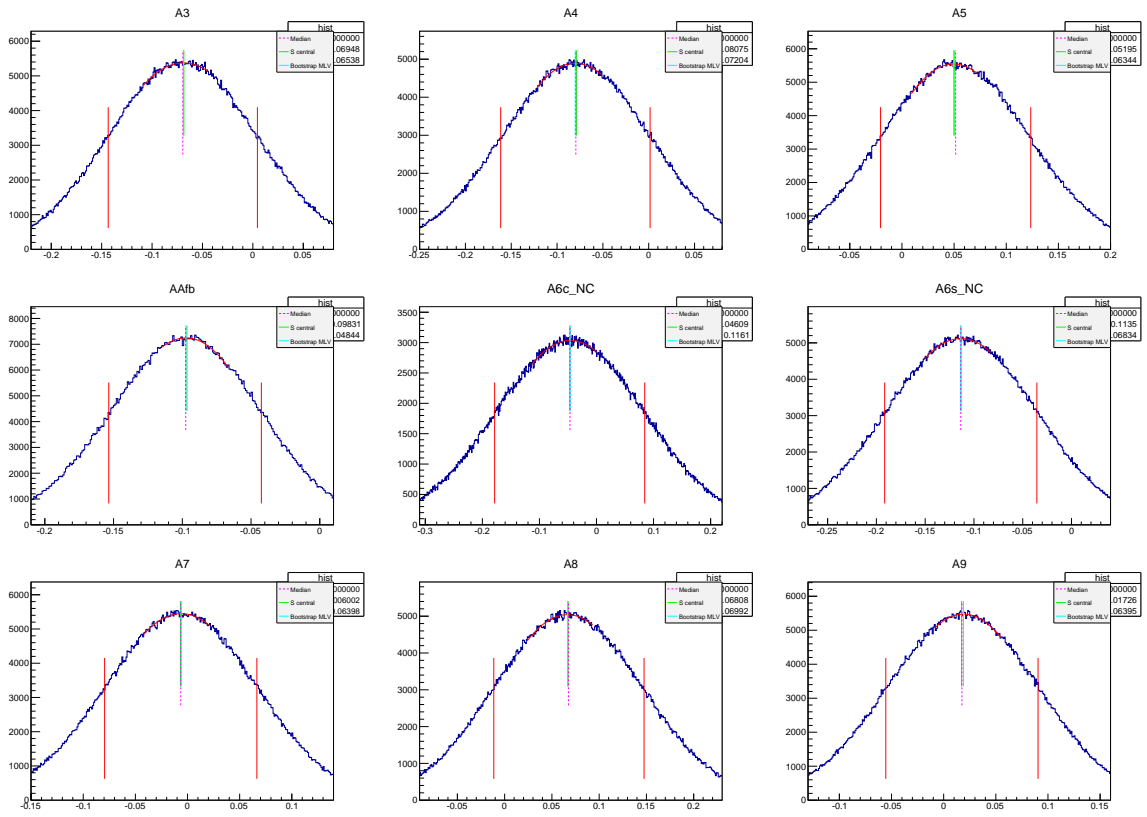 A3
hist
Median 000000
S central .06948
Bootstrap MLV .06538
6000
5000
4000
3000
2000
1000
0
-0.2 -0.15 -0.1 -0.05 0 0.05
A4
hist
Median 000000
S central .08075
Bootstrap MLV .07204
6000
5000
4000
3000
2000
1000
0
-0.25 -0.2 -0.15 -0.1 -0.05 0 0.05
A5
hist
Median 000000
S central .05195
Bootstrap MLV .06344
6000
5000
4000
3000
2000
1000
0
-0.05 0 0.05 0.1 0.15 0.2
AAfb
hist
Median 000000
S central .09831
Bootstrap MLV .04844
8000
7000
6000
5000
4000
3000
2000
1000
0
-0.2 -0.15 -0.1 -0.05 0
A6c_NC
hist
Median 000000
S central .04609
Bootstrap MLV 0.1161
3500
3000
2500
2000
1500
1000
500
0
-0.3 -0.2 -0.1 0 0.1 0.2
A6s_NC
hist
Median 000000
S central 0.1135
Bootstrap MLV .06834
6000
5000
4000
3000
2000
1000
0
-0.25 -0.2 -0.15 -0.1 -0.05 0
A7
hist
Median 000000
S central 006002
Bootstrap MLV .06398
6000
5000
4000
3000
2000
1000
0
-0.15 -0.1 -0.05 0 0.05 0.1
A8
hist
Median 000000
S central .06808
Bootstrap MLV .06992
5000
4000
3000
2000
1000
0
-0.05 0 0.05 0.1 0.15 0.2
A9
hist
Median 000000
S central .01726
Bootstrap MLV .06395
6000
5000
4000
3000
2000
1000
0
-0.1 -0.05 0 0.05 0.1 0.15